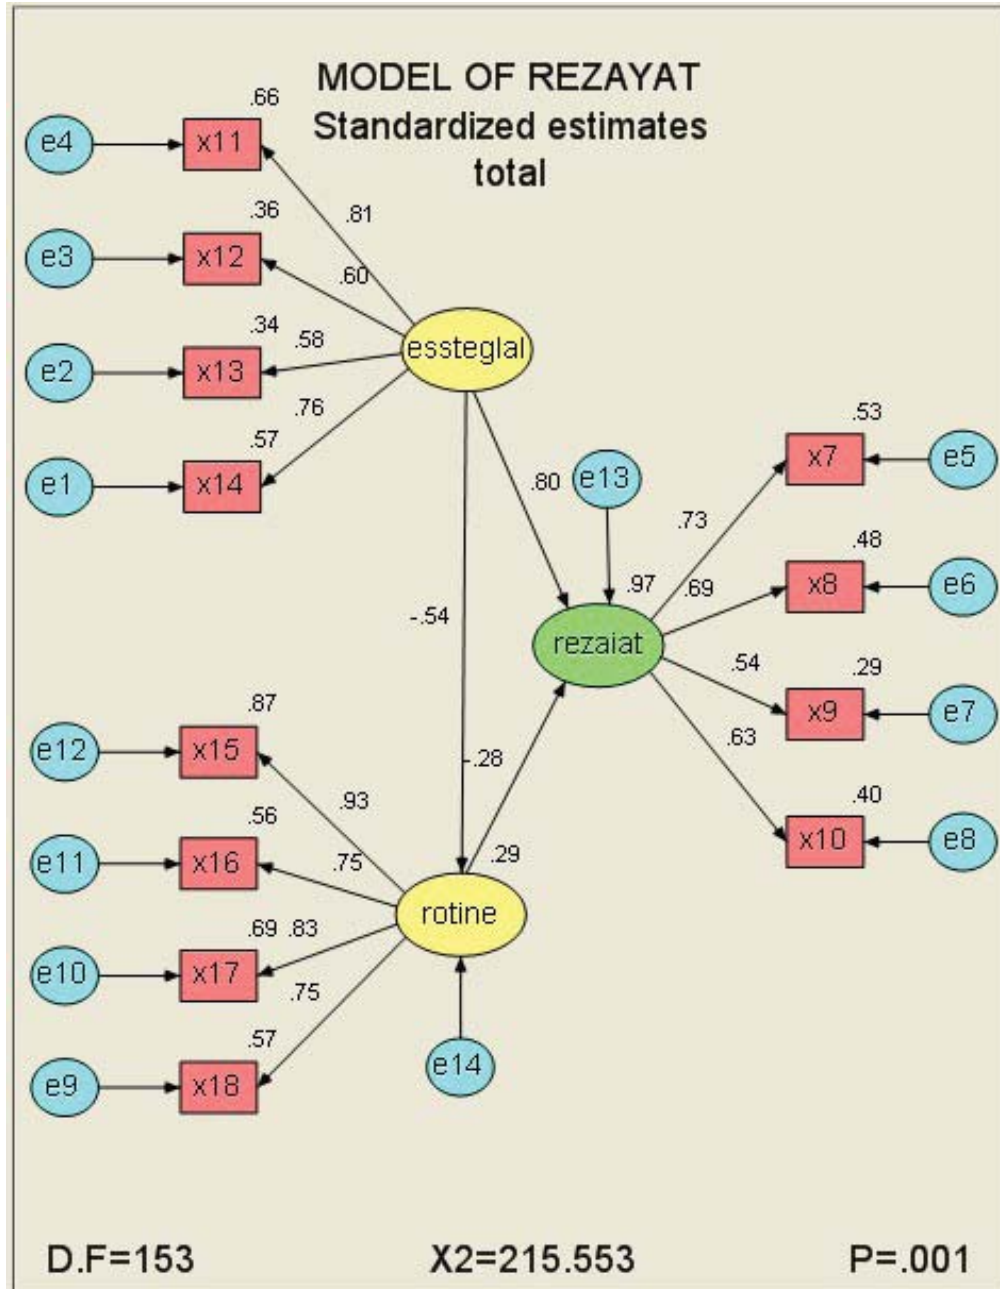 MODEL OF REZAYAT
Standardized estimates
total
.66
e4
x11
.81
.36
e3
x12
.60
.34
.58
e2
x13
essteglal
.76
.57
e1
x14
.53
x7
e5
.80
e13
.73
.48
x8
e6
.97
.69
-.54
rezaiat
.54
.29
x9
e7
.63
.87
e12
x15
-.28
.40
x10
e8
.93
.56
e11
x16
.75
.29
rotine
.69
.83
e10
x17
.75
.57
e9
x18
e14
D.F=153
X2=215.553
P=.001